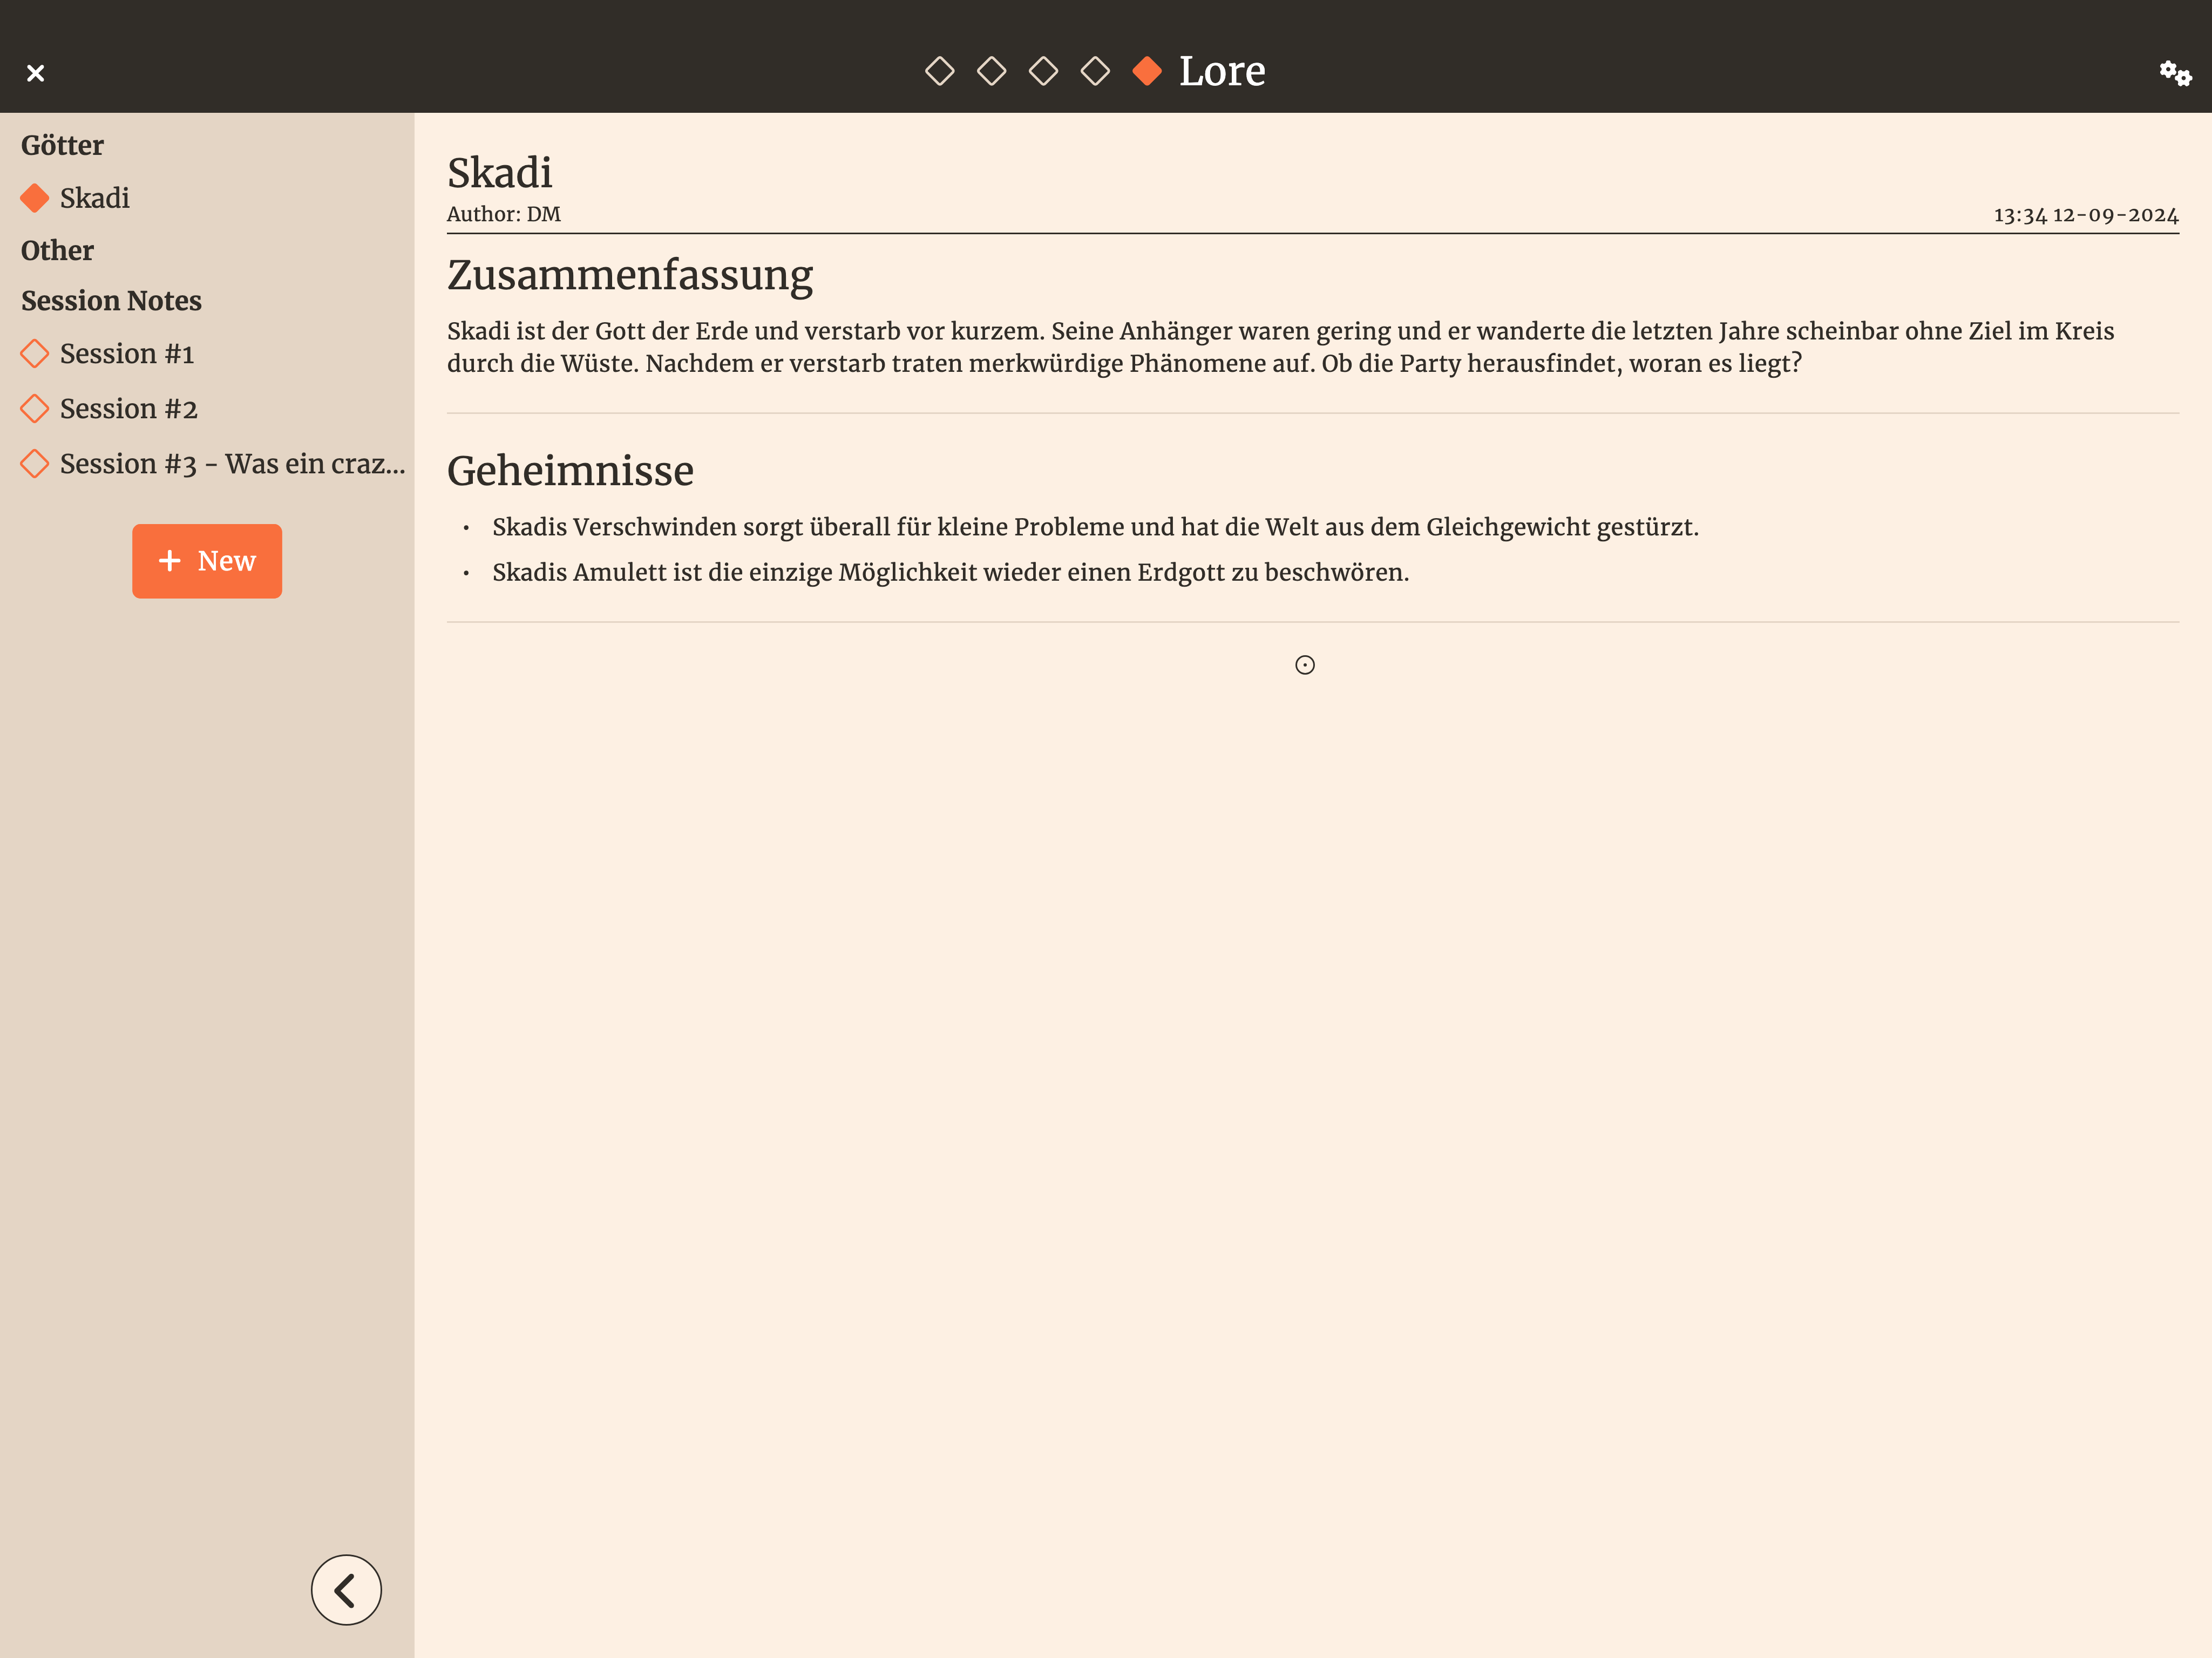 Lore
Götter
Skadi
Other
Session Notes
Session #1
Session #2
Session #3 - Was ein craz...
+ New
Skadi
Author: DM
13:34 12-09-2024
Zusammenfassung
Skadi ist der Gott der Erde und verstarb vor kurzem. Seine Anhänger waren gering und er wanderte die letzten Jahre scheinbar ohne Ziel im Kreis
durch die Wüste. Nachdem er verstarb traten merkwürdige Phänomene auf. Ob die Party herausfindet, woran es liegt?
Geheimnisse
• Skadis Verschwinden sorgt überall für kleine Probleme und hat die Welt aus dem Gleichgewicht gestürzt.
• Skadis Amulett ist die einzige Möglichkeit wieder einen Erdgott zu beschwören.